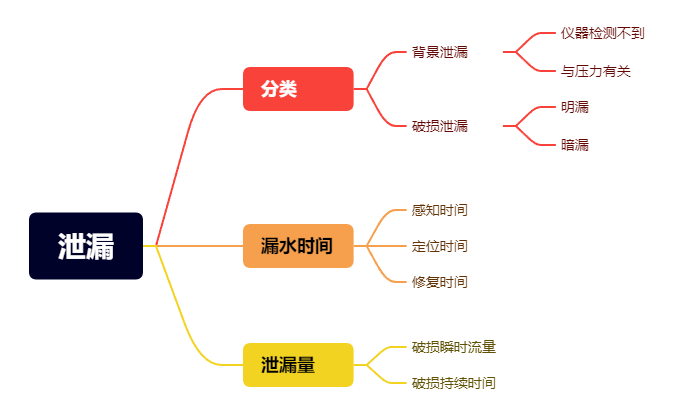 泄漏
分类
背景泄漏
仪器检测不到
与压力有关
破损泄漏
明漏
暗漏
漏水时间
感知时间
定位时间
修复时间
泄漏量
破损瞬时流量
破损持续时间